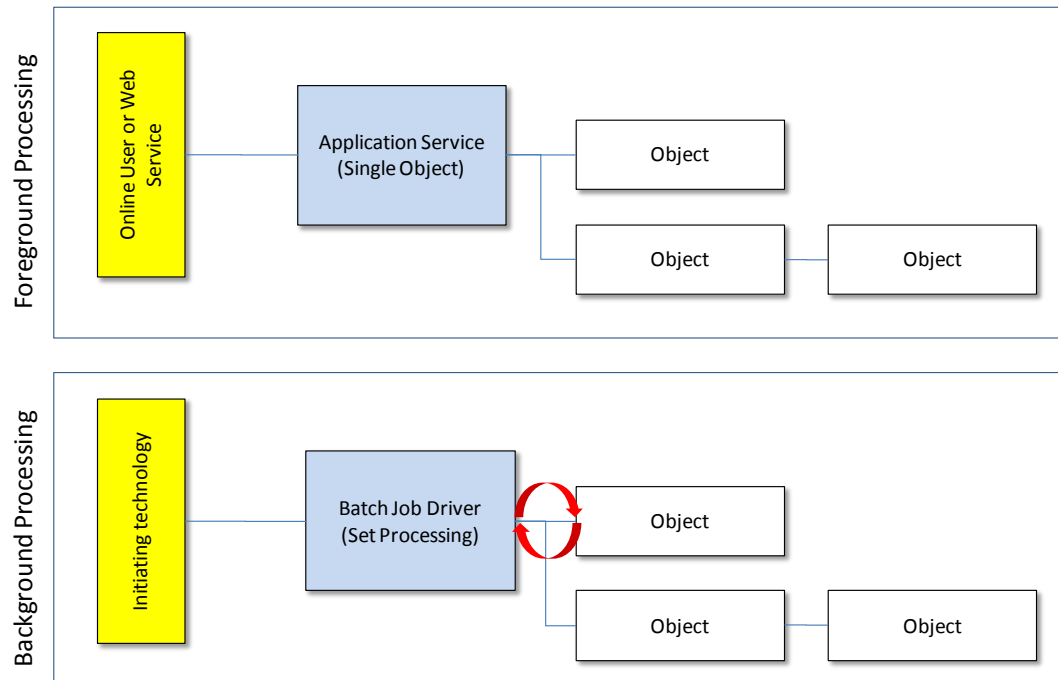 Foreground Processing
Online User or Web
Service
Application Service
(Single Object)
Object
Object
Object
Background Processing
Initiating technology
Batch Job Driver
(Set Processing)
Object
Object
Object